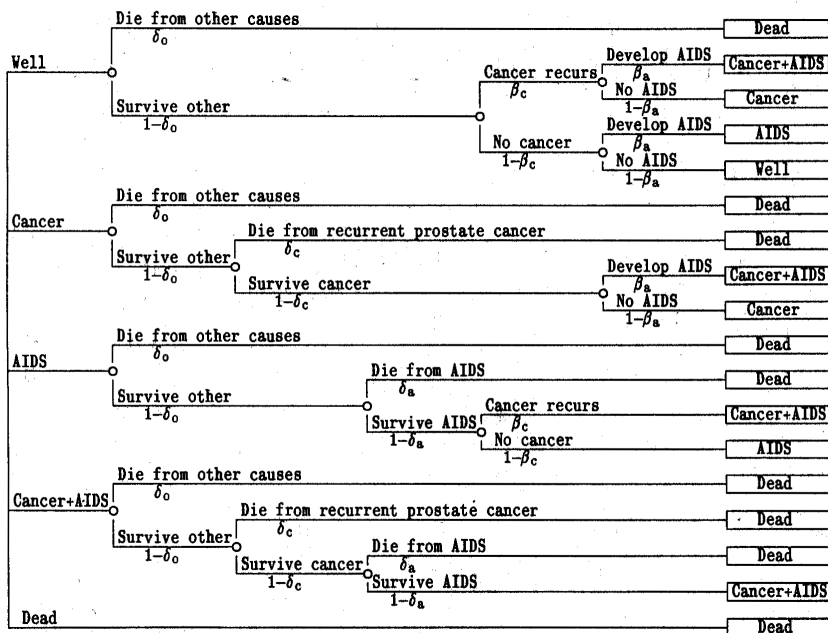 Die from other causes
δo
Dead
Well
Develop AIDS
Cancer+AIDS
Cancer recurs
βa
βc
No AIDS
Cancer
Survive other
1-βa
1-δo
Develop AIDS
AIDS
No cancer
βa
1-βc
No AIDS
Well
1-βa
Die from other causes
δo
Dead
Cancer
Die from recurrent prostate cancer
δc
Dead
Survive other
1-δo
Develop AIDS
Cancer+AIDS
Survive cancer
βa
1-δc
No AIDS
Cancer
1-βa
Die from other causes
δo
Dead
AIDS
Die from AIDS
δa
Dead
Survive other
1-δo
Cancer recurs
Cancer+AIDS
Survive AIDS
βc
1-δa
No cancer
AIDS
1-βc
Die from other causes
δo
Dead
Cancer+AIDS
Die from recurrent prostate cancer
δc
Dead
Survive other
1-δo
Die from AIDS
δa
Dead
Survive cancer
1-δc
Survive AIDS
1-δa
Cancer+AIDS
Dead
Dead